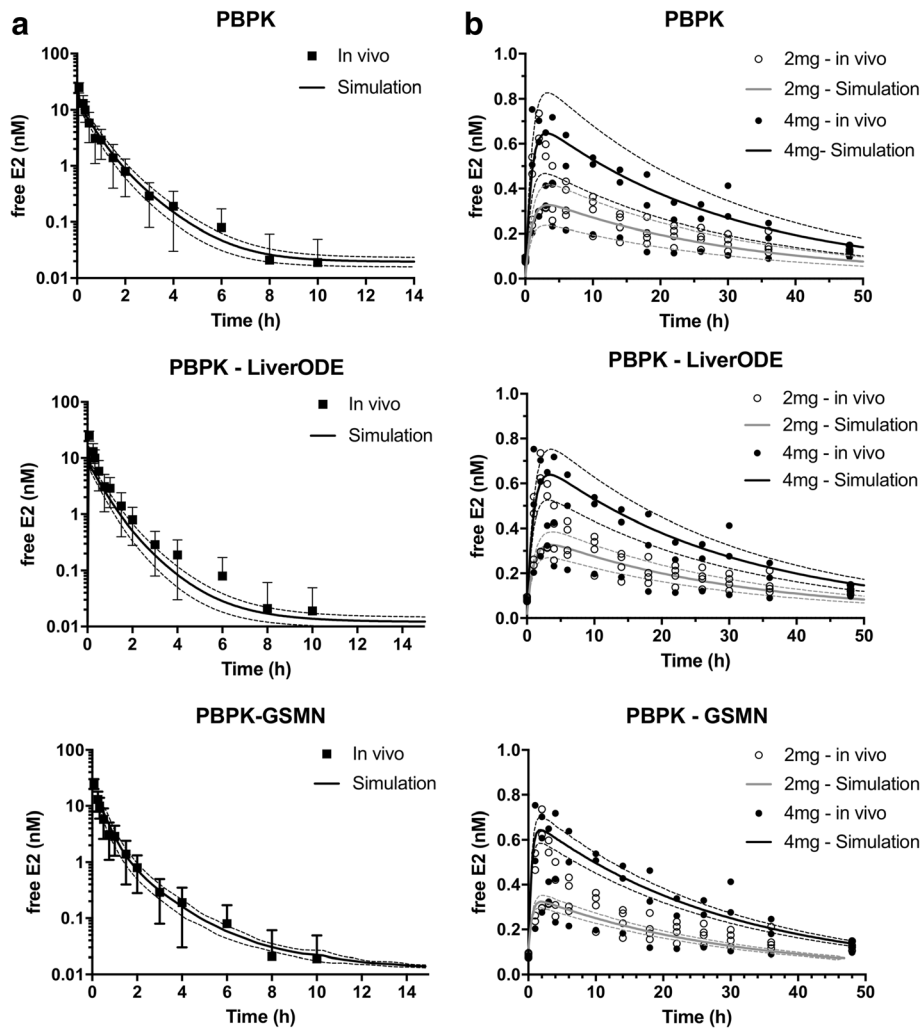 a
PBPK
In vivo
Simulation
free E2 (nM)
100
10
1
0.1
0.01
0 2 4 6 8 10 12 14
Time (h)
b
PBPK
2mg - in vivo
2mg - Simulation
4mg - in vivo
4mg- Simulation
free E2 (nM)
1.0
0.8
0.6
0.4
0.2
0.0
0 10 20 30 40 50
Time (h)
PBPK - LiverODE
In vivo
Simulation
free E2 (nM)
100
10
1
0.1
0.01
0 2 4 6 8 10 12 14
Time (h)
PBPK - LiverODE
2mg - in vivo
2mg - Simulation
4mg - in vivo
4mg - Simulation
free E2 (nM)
1.0
0.8
0.6
0.4
0.2
0.0
0 10 20 30 40 50
Time (h)
PBPK-GSMN
In vivo
Simulation
free E2 (nM)
100
10
1
0.1
0.01
0 2 4 6 8 10 12 14
Time (h)
PBPK - GSMN
2mg - in vivo
2mg - Simulation
4mg - in vivo
4mg - Simulation
free E2 (nM)
1.0
0.8
0.6
0.4
0.2
0.0
0 10 20 30 40 50
Time (h)